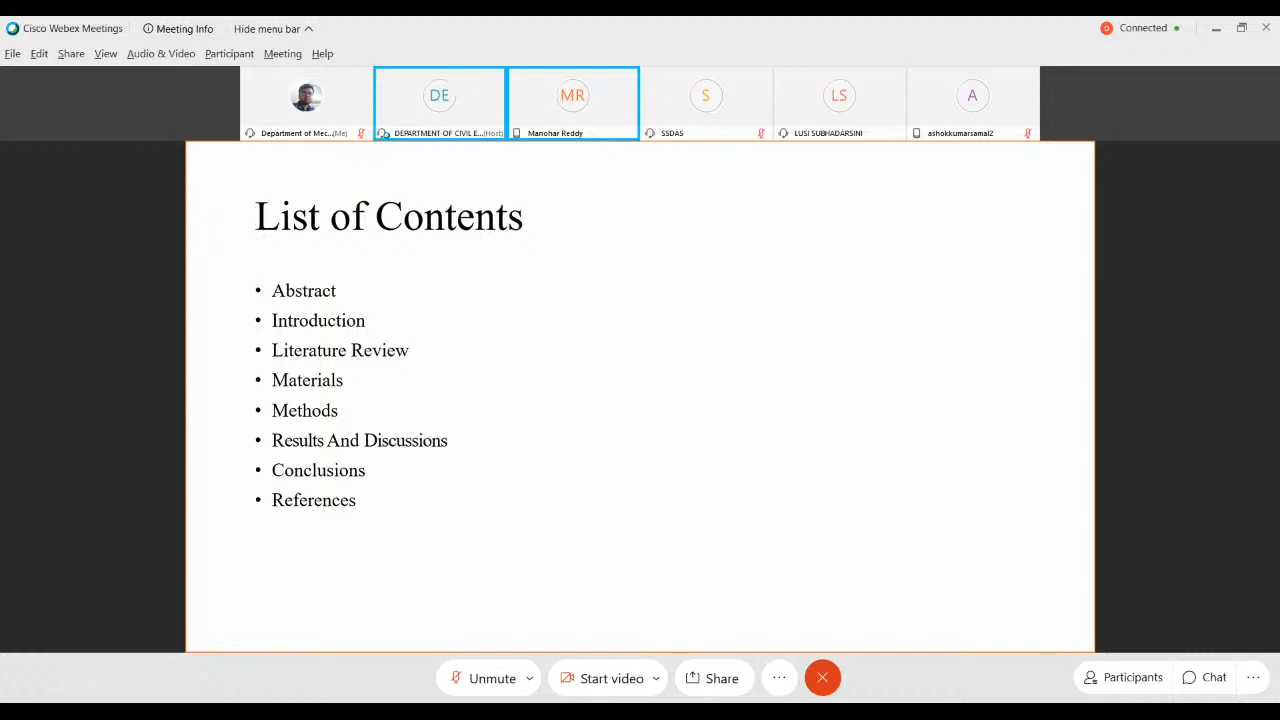 Cisco Webex Meetings Meeting Info Hide menu bar Connected
File Edit Share View Audio & Video Participant Meeting Help
DE MR S LS A
Department of Mec...(Me) DEPARTMENT OF CIVIL E...(Host) Manohar Reddy SSDAS LUSI SUBHADARSINI ashokkumarsamal2
List of Contents
• Abstract
• Introduction
• Literature Review
• Materials
• Methods
• Results And Discussions
• Conclusions
• References
Unmute Start video Share ... Participants Chat ...